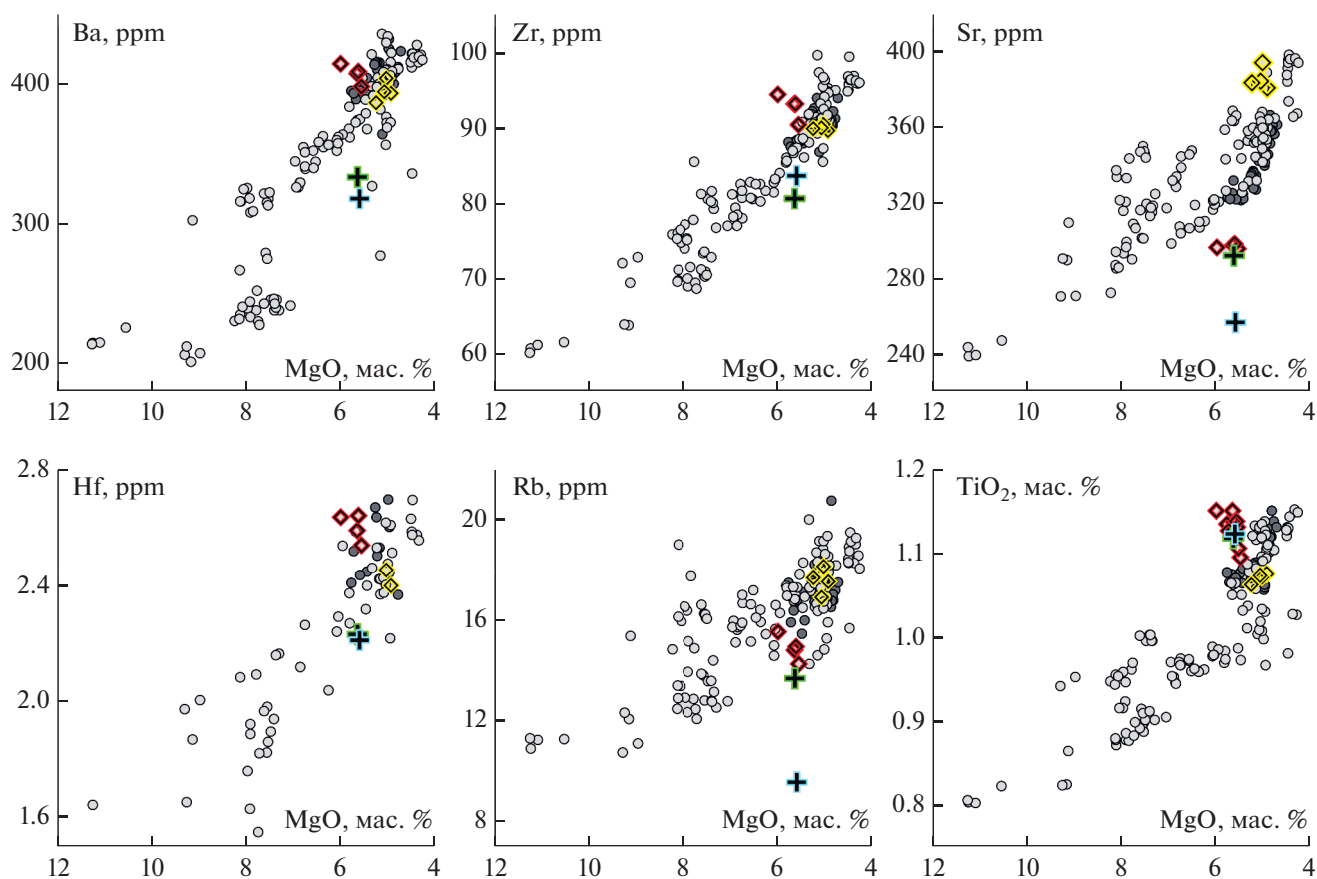 Ba, ppm
400
300
200
MgO, мас. %
12 10 8 6 4
Zr, ppm
100
90
80
70
60
MgO, мас. %
12 10 8 6 4
Sr, ppm
400
360
320
280
240
MgO, мас. %
12 10 8 6 4
Hf, ppm
2.8
2.4
2.0
1.6
MgO, мас. %
12 10 8 6 4
Rb, ppm
20
16
12
8
MgO, мас. %
12 10 8 6 4
TiO₂, мас. %
1.2
1.1
1.0
0.9
0.8
MgO, мас. %
12 10 8 6 4